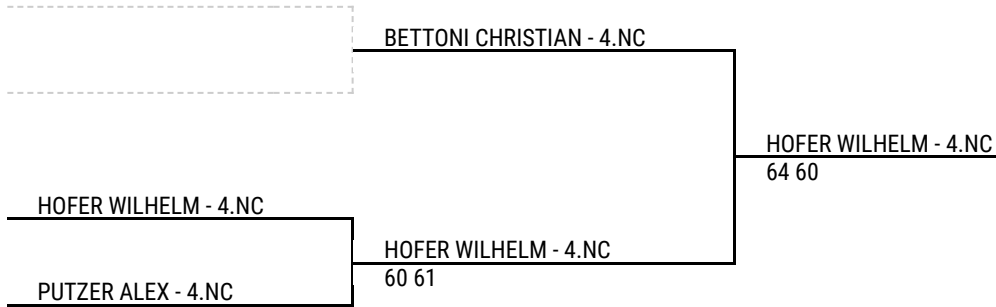 BETTONI CHRISTIAN - 4.NC
HOFER WILHELM - 4.NC
64 60
HOFER WILHELM - 4.NC
HOFER WILHELM - 4.NC
60 61
PUTZER ALEX - 4.NC